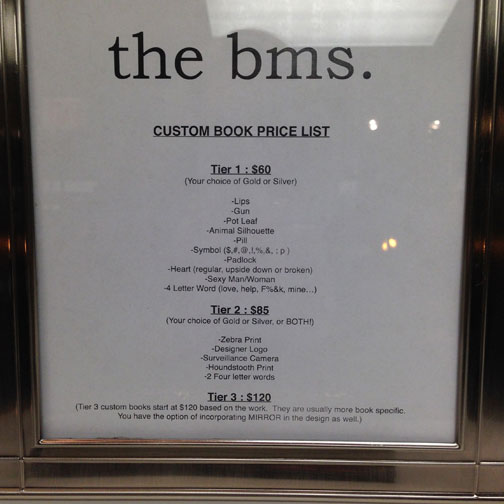 the bms.
CUSTOM BOOK PRICE LIST
Tier 1 : $60
(Your choice of Gold or Silver)
-Lips
-Gun
-Pot Leaf
-Animal Silhouette
-Pill
-Symbol ($,#,@,!,%,&, : p )
-Padlock
-Heart (regular, upside down or broken)
-Sexy Man/Woman
-4 Letter Word (love, help, F%&k, mine...)
Tier 2 : $85
(Your choice of Gold or Silver, or BOTH!)
-Zebra Print
-Designer Logo
-Surveillance Camera
-Houndstooth Print
-2 Four letter words
Tier 3 : $120
(Tier 3 custom books start at $120 based on the work. They are usually more book specific.
You have the option of incorporating MIRROR in the design as well.)